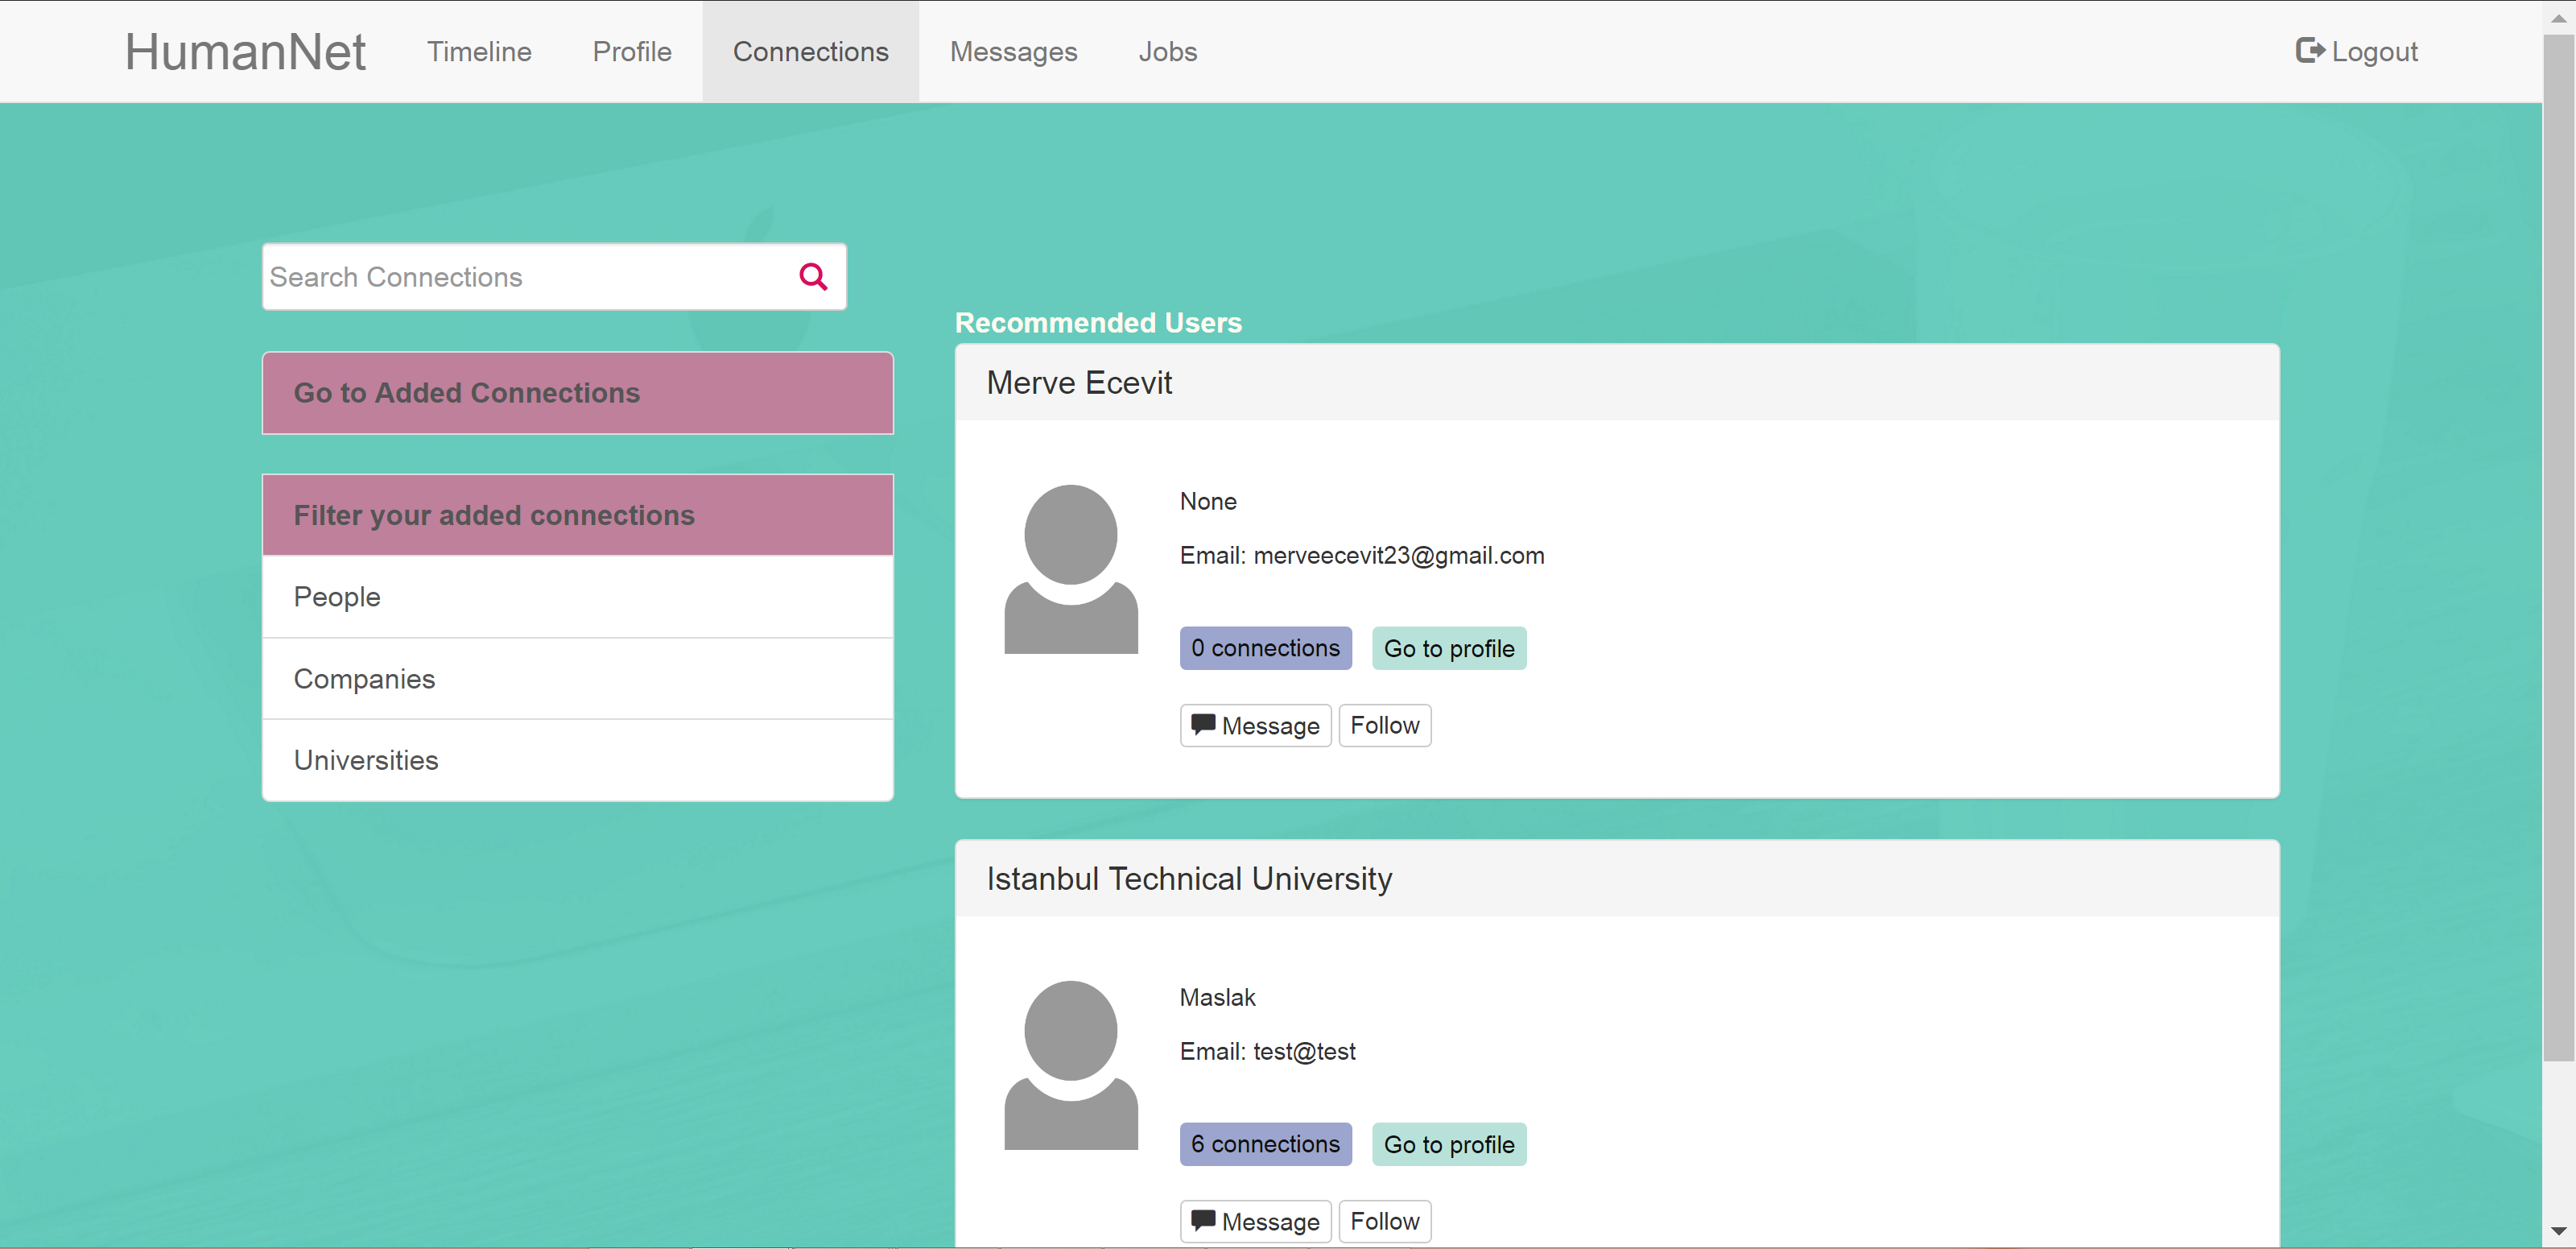 HumanNet Timeline Profile Connections Messages Jobs Logout
Search Connections
Go to Added Connections
Filter your added connections
People
Companies
Universities
Recommended Users
Merve Ecevit
None
Email: merveecevit23@gmail.com
0 connections Go to profile
Message Follow
Istanbul Technical University
Maslak
Email: test@test
6 connections Go to profile
Message Follow